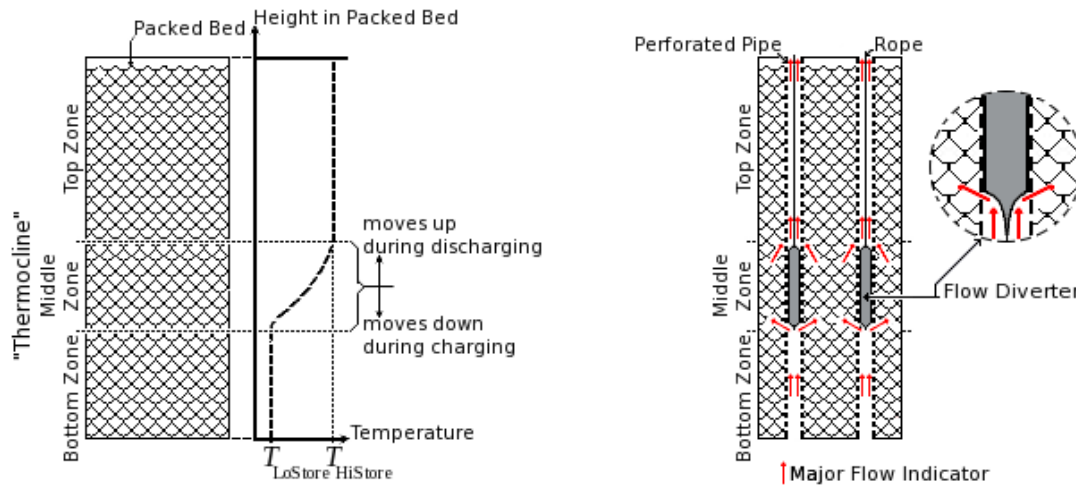 Packed Bed
Height in Packed Bed
"Thermocline"
Top Zone
Middle
Zone
Bottom Zone
moves up
during discharging
moves down
during charging
Temperature
T LoStore
T HiStore
Perforated Pipe
Rope
Top Zone
Middle
Zone
Bottom Zone
Flow Diverter
Major Flow Indicator